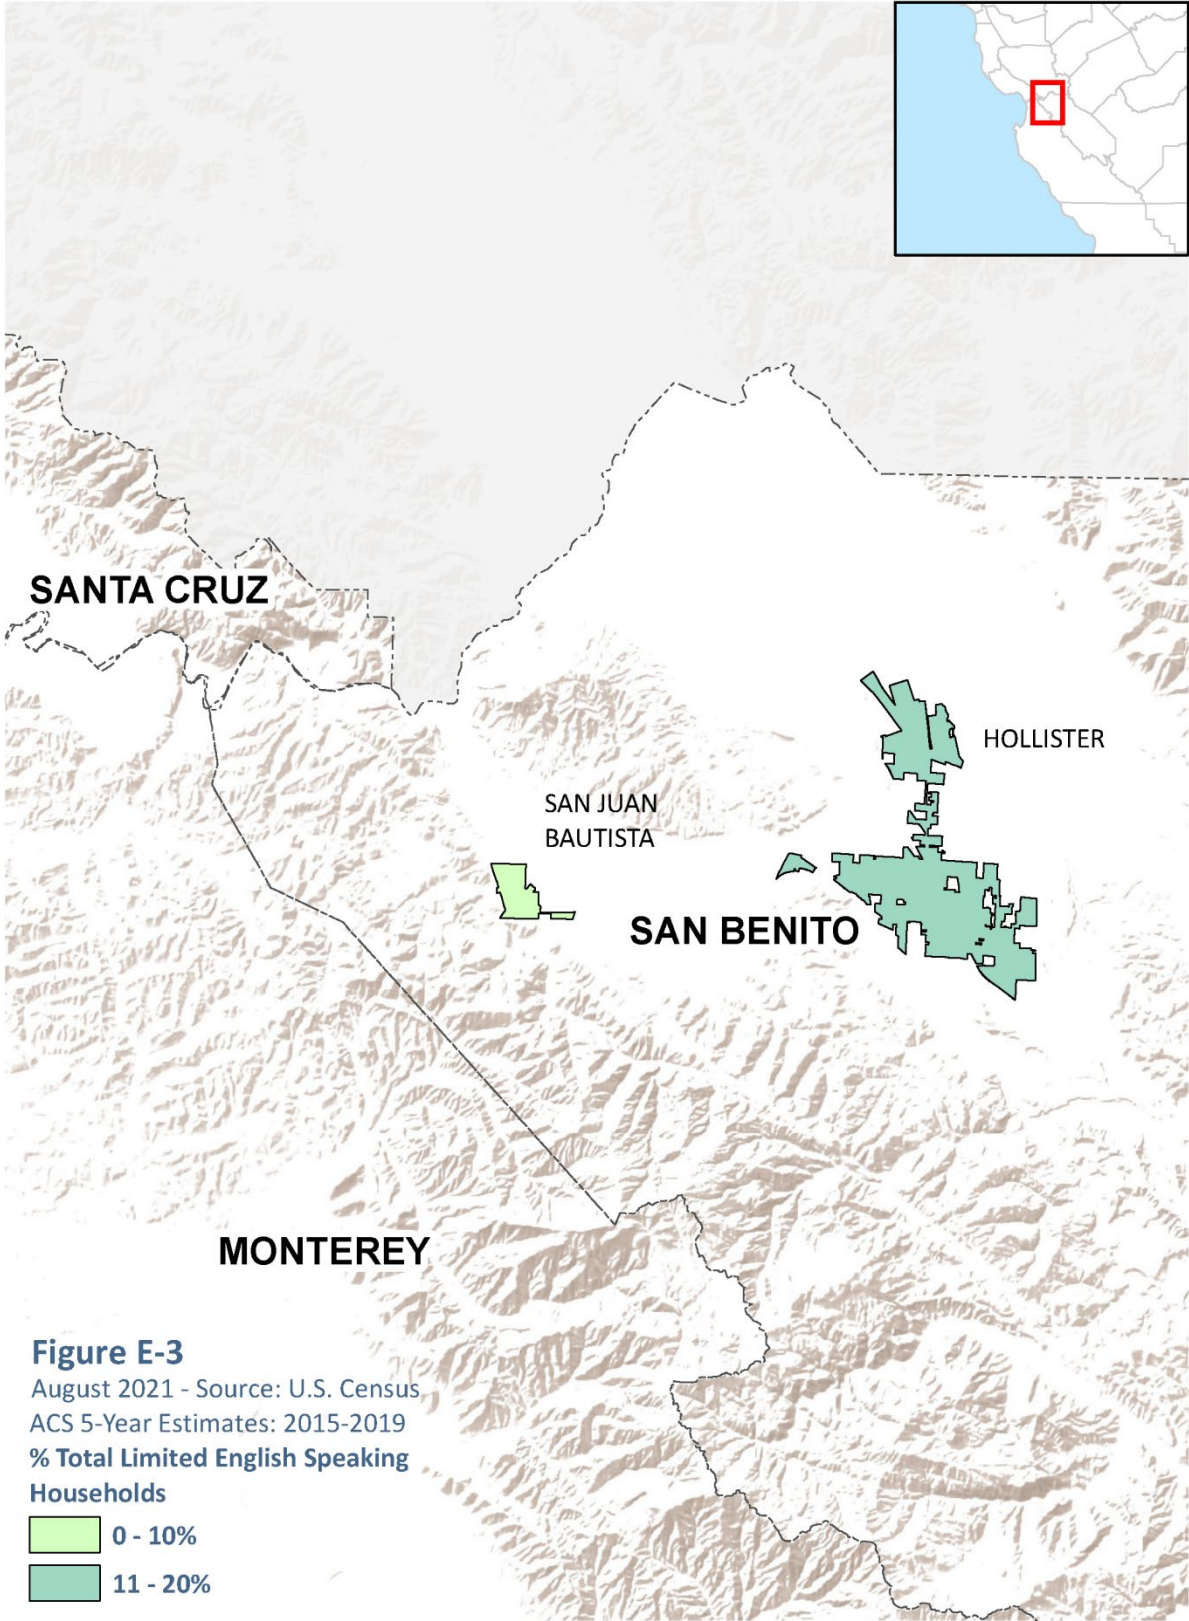 SANTA CRUZ
HOLLISTER
SAN JUAN
BAUTISTA
SAN BENITO
MONTEREY
Figure E-3
August 2021 - Source: U.S. Census
ACS 5-Year Estimates: 2015-2019
% Total Limited English Speaking
Households
0 - 10%
11 - 20%